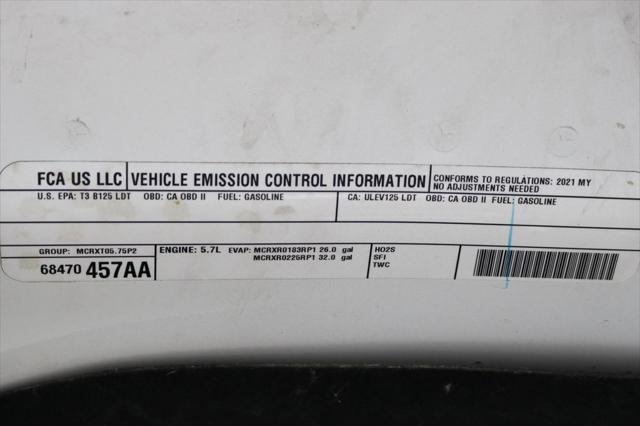 FCA US LLC VEHICLE EMISSION CONTROL INFORMATION CONFORMS TO REGULATIONS: 2021 MY
NO ADJUSTMENTS NEEDED
U.S. EPA: T3 B125 LDT OBD: CA OBD II FUEL: GASOLINE CA: ULEV125 LDT OBD: CA OBD II FUEL: GASOLINE
GROUP: MCRXT05.75P2 ENGINE: 5.7L EVAP: MCRXR0183RP1 26.0 gal HO2S
MCRXR0225RP1 32.0 gal SFI
68470 457AA TWC